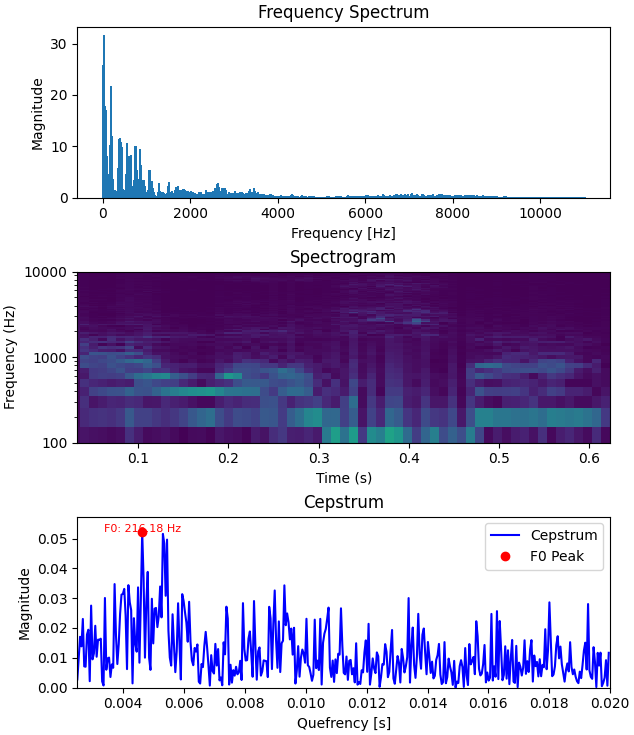 Frequency Spectrum
30
20
10
0
Magnitude
0 2000 4000 6000 8000 10000
Frequency [Hz]
Spectrogram
10000
1000
100
Frequency (Hz)
0.1 0.2 0.3 0.4 0.5 0.6
Time (s)
Cepstrum
F0: 216.18 Hz
Cepstrum
F0 Peak
0.05
0.04
0.03
0.02
0.01
0.00
Magnitude
0.004 0.006 0.008 0.010 0.012 0.014 0.016 0.018 0.020
Quefrency [s]